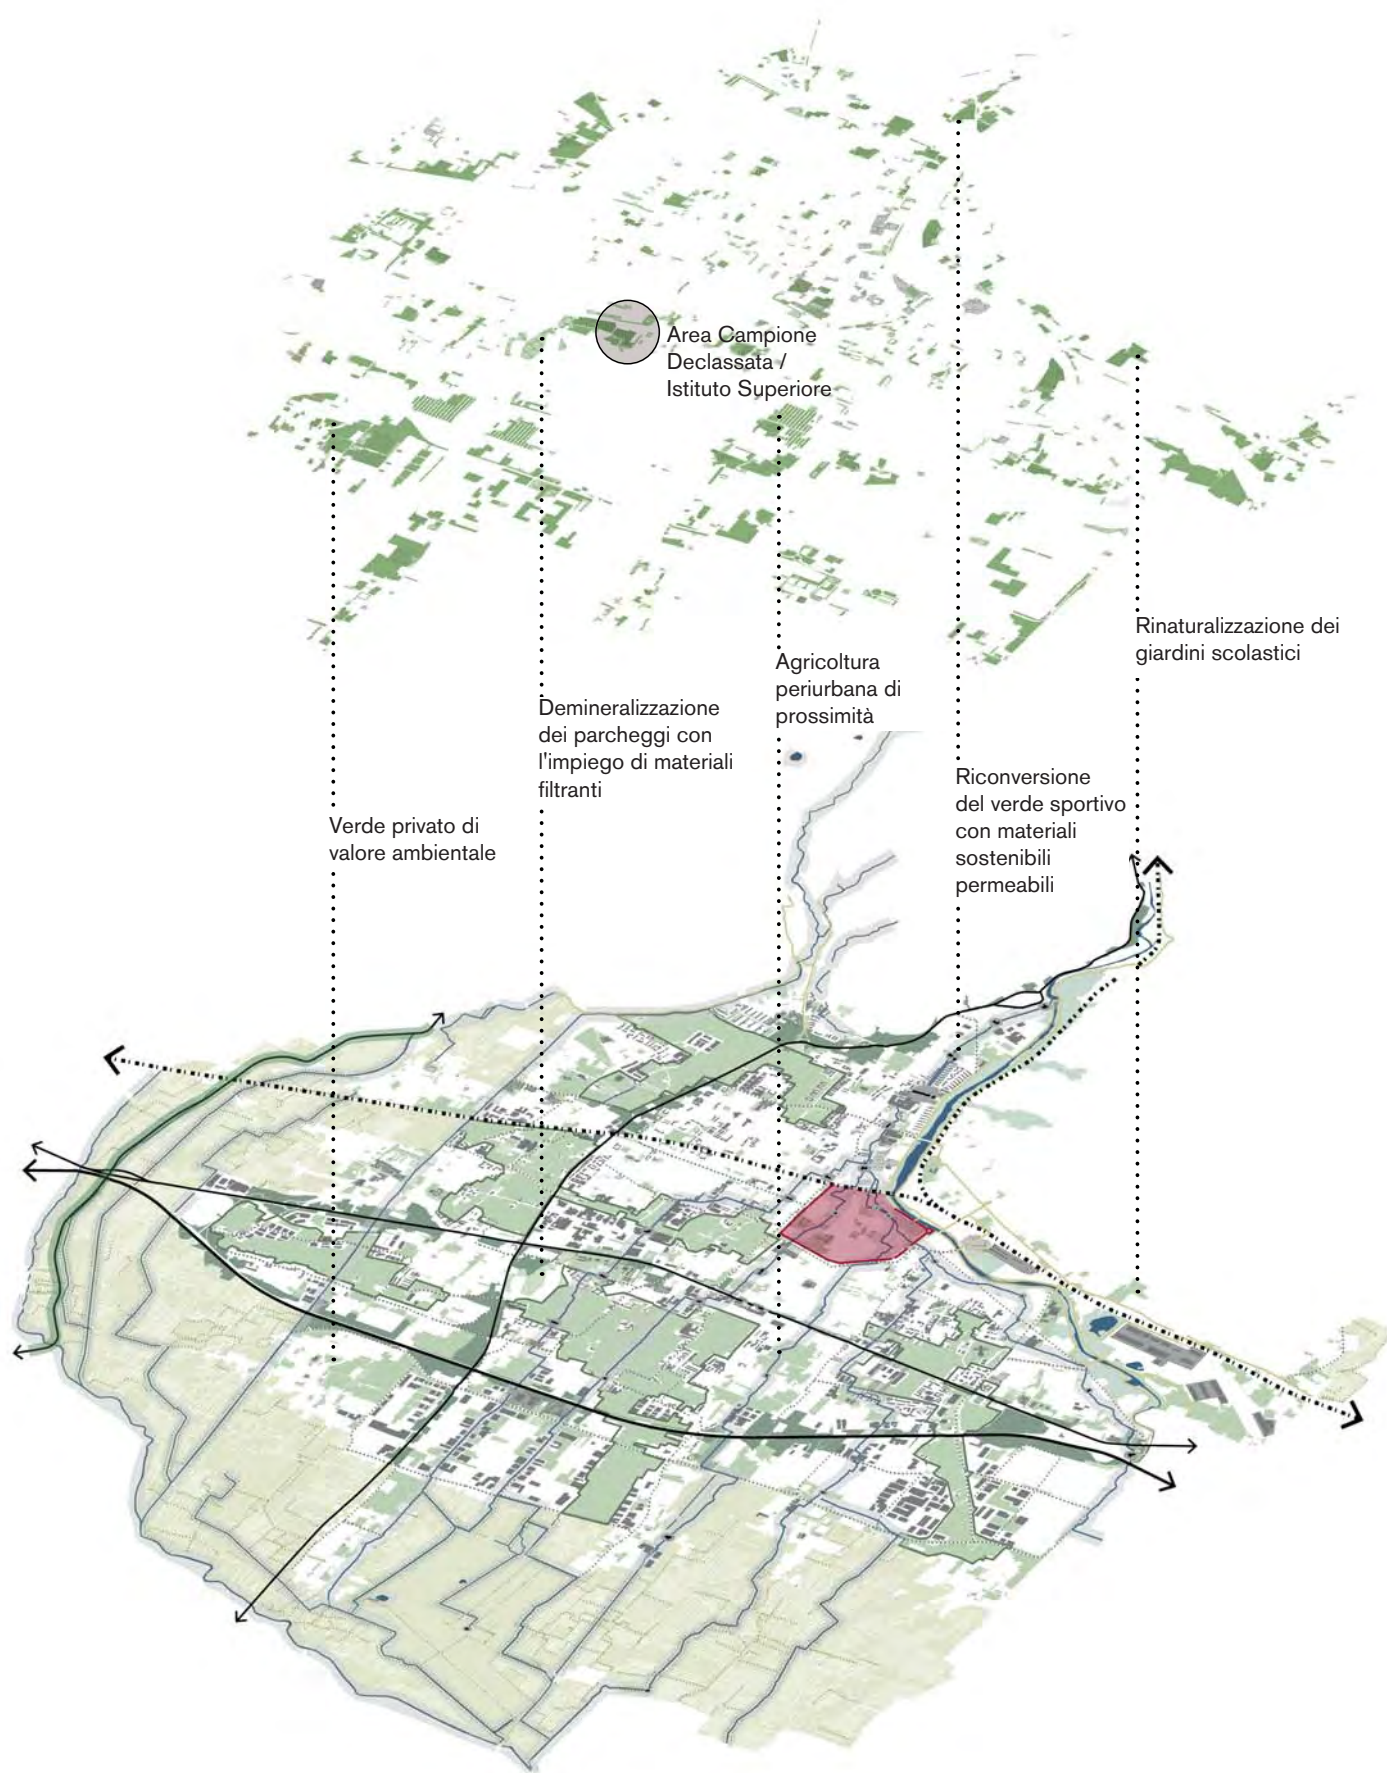 Area Campione
Declassata /
Istituto Superiore
Rinaturalizzazione dei
giardini scolastici
Agricoltura
periurbana di
prossimità
Demineralizzazione
dei parcheggi con
l'impiego di materiali
filtranti
Riconversione
del verde sportivo
con materiali
sostenibili
permeabili
Verde privato di
valore ambientale